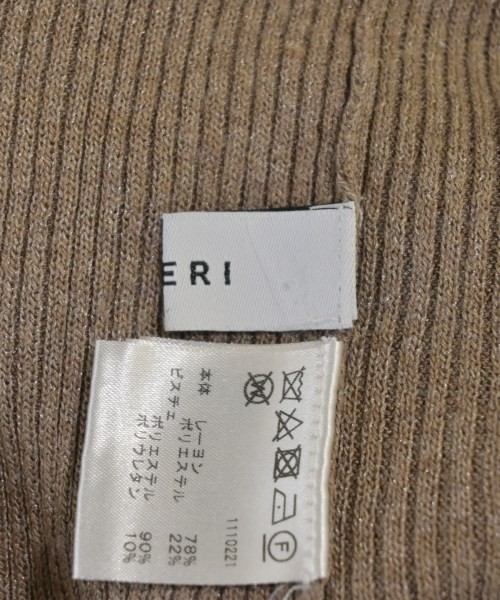 ERI
本体 レーヨン 78%
ポリエステル 22%
ビスチェ ポリエステル 90%
ポリウレタン 10%
1110221
W
F